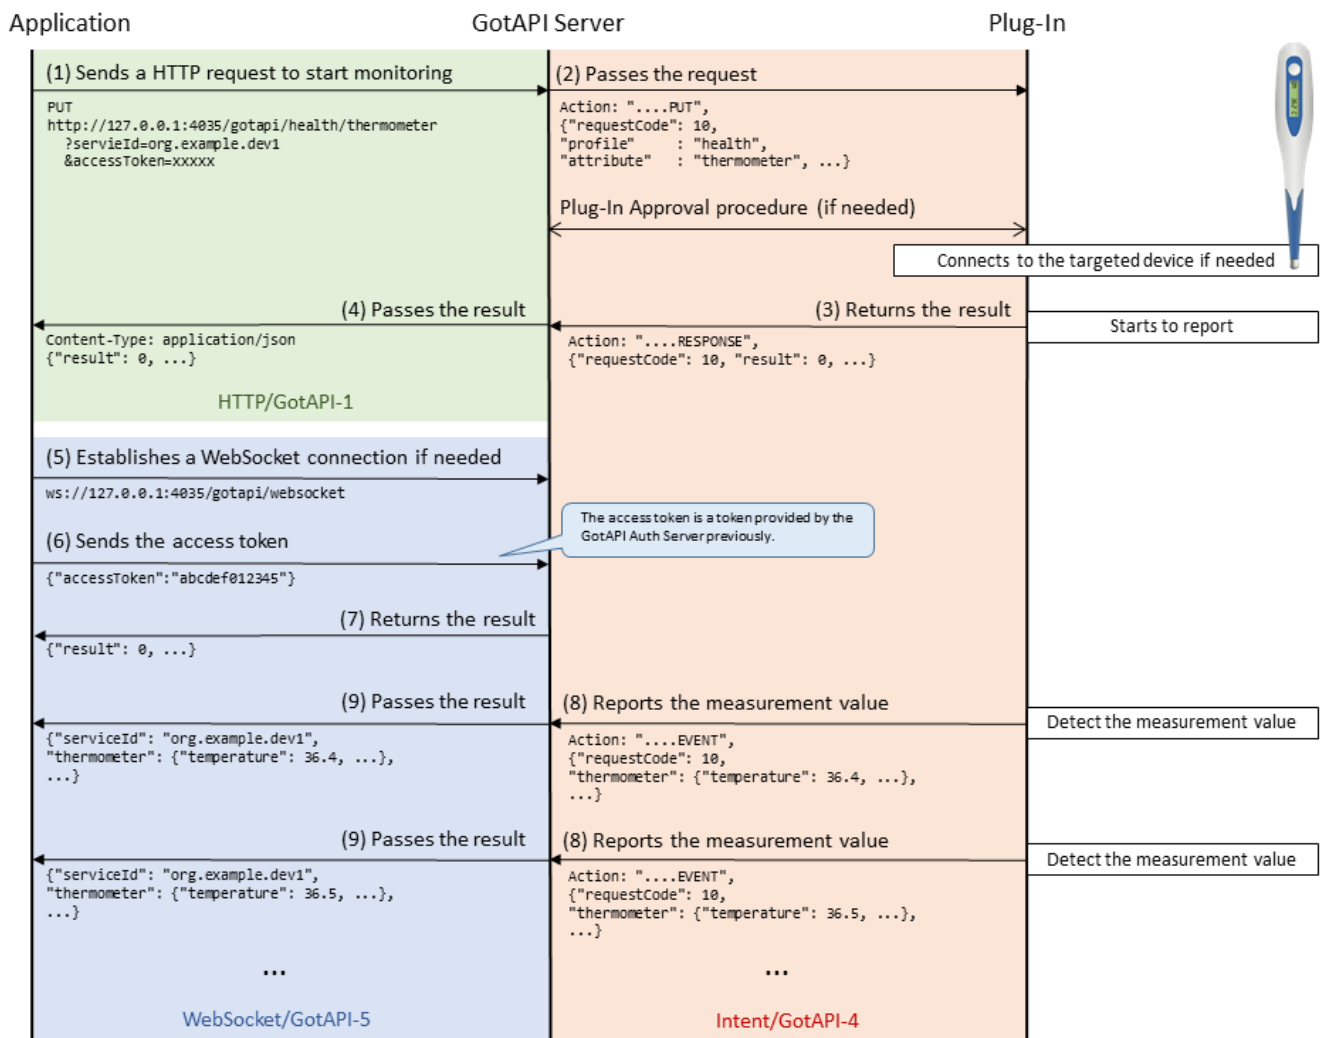 Application
GotAPI Server
Plug-In
(1) Sends a HTTP request to start monitoring
PUT
http://127.0.0.1:4035/gotapi/health/thermometer
?servieId=org.example.dev1
&accessToken=xxxxx
(2) Passes the request
Action: "....PUT",
{"requestCode": 10,
"profile" : "health",
"attribute" : "thermometer", ...}
Plug-In Approval procedure (if needed)
Connects to the targeted device if needed
(4) Passes the result
Content-Type: application/json
{"result": 0, ...}
(3) Returns the result
Action: "....RESPONSE",
{"requestCode": 10, "result": 0, ...}
Starts to report
HTTP/GotAPI-1
(5) Establishes a WebSocket connection if needed
ws://127.0.0.1:4035/gotapi/websocket
The access token is a token provided by the
GotAPI Auth Server previously.
(6) Sends the access token
{"accessToken":"abcdef012345"}
(7) Returns the result
{"result": 0, ...}
(9) Passes the result
{"serviceId": "org.example.dev1",
"thermometer": {"temperature": 36.4, ...},
...}
(8) Reports the measurement value
Action: "....EVENT",
{"requestCode": 10,
"thermometer": {"temperature": 36.4, ...},
...}
Detect the measurement value
(9) Passes the result
{"serviceId": "org.example.dev1",
"thermometer": {"temperature": 36.5, ...},
...}
(8) Reports the measurement value
Action: "....EVENT",
{"requestCode": 10,
"thermometer": {"temperature": 36.5, ...},
...}
Detect the measurement value
...
...
WebSocket/GotAPI-5
Intent/GotAPI-4